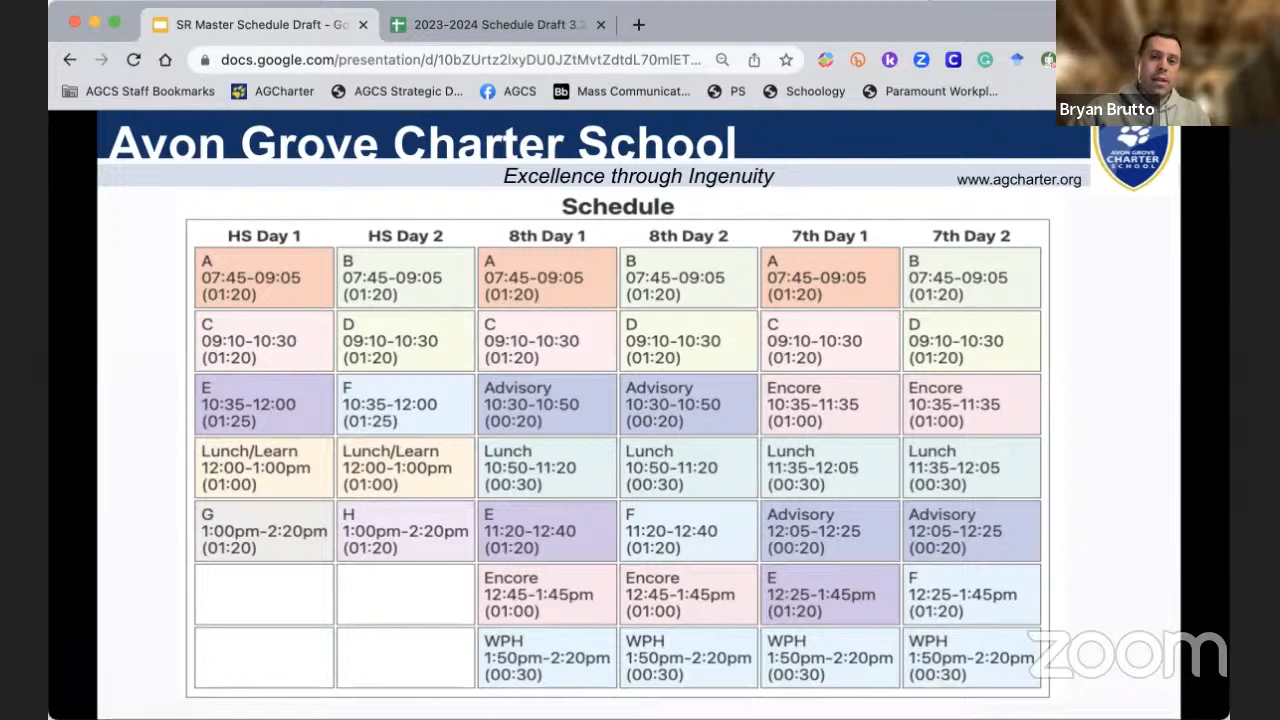 SR Master Schedule Draft - Go
2023-2024 Schedule Draft 3.2
docs.google.com/presentation/d/10bZUrtz2lxyDU0JZtMvtZdtdL70mlET...
AGCS Staff Bookmarks
AGCharter
AGCS Strategic D...
AGCS
Bb
Mass Communicat...
PS
Schoology
Paramount Workpl...
Bryan Brutto
Avon Grove Charter School
AVON GROVE
CHARTER
SCHOOL
Excellence through Ingenuity
www.agcharter.org
Schedule
HS Day 1 HS Day 2 8th Day 1 8th Day 2 7th Day 1 7th Day 2
A B A B A B
07:45-09:05 07:45-09:05 07:45-09:05 07:45-09:05 07:45-09:05 07:45-09:05
(01:20) (01:20) (01:20) (01:20) (01:20) (01:20)
C D C D C D
09:10-10:30 09:10-10:30 09:10-10:30 09:10-10:30 09:10-10:30 09:10-10:30
(01:20) (01:20) (01:20) (01:20) (01:20) (01:20)
E F Advisory Advisory Encore Encore
10:35-12:00 10:35-12:00 10:30-10:50 10:30-10:50 10:35-11:35 10:35-11:35
(01:25) (01:25) (00:20) (00:20) (01:00) (01:00)
Lunch/Learn Lunch/Learn Lunch Lunch Lunch Lunch
12:00-1:00pm 12:00-1:00pm 10:50-11:20 10:50-11:20 11:35-12:05 11:35-12:05
(01:00) (01:00) (00:30) (00:30) (00:30) (00:30)
G H E F Advisory Advisory
1:00pm-2:20pm 1:00pm-2:20pm 11:20-12:40 11:20-12:40 12:05-12:25 12:05-12:25
(01:20) (01:20) (01:20) (01:20) (00:20) (00:20)
Encore Encore E F
12:45-1:45pm 12:45-1:45pm 12:25-1:45pm 12:25-1:45pm
(01:00) (01:00) (01:20) (01:20)
WPH WPH WPH WPH
1:50pm-2:20pm 1:50pm-2:20pm 1:50pm-2:20pm 1:50pm-2:20pm
(00:30) (00:30) (00:30) (00:30)
zoom